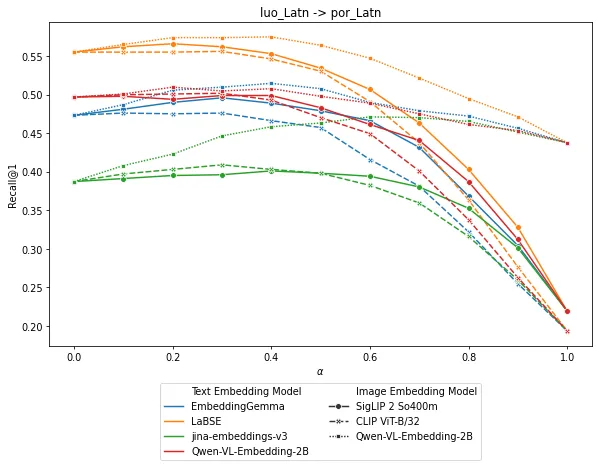 luo_Latn -> por_Latn
Recall@1
0.55
0.50
0.45
0.40
0.35
0.30
0.25
0.20
0.0 0.2 0.4 0.6 0.8 1.0
α
Text Embedding Model Image Embedding Model
EmbeddingGemma SigLIP 2 So400m
LaBSE CLIP ViT-B/32
jina-embeddings-v3 Qwen-VL-Embedding-2B
Qwen-VL-Embedding-2B